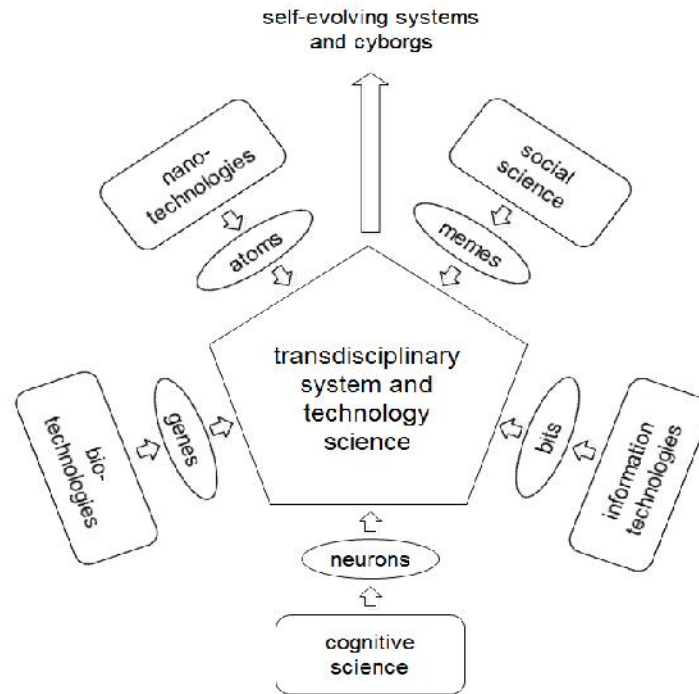 self-evolving systems
and cyborgs
nano-
technologies
social
science
atoms
memes
transdisciplinary
system and
technology
science
bio-
technologies
genes
bits
information
technologies
neurons
cognitive
science